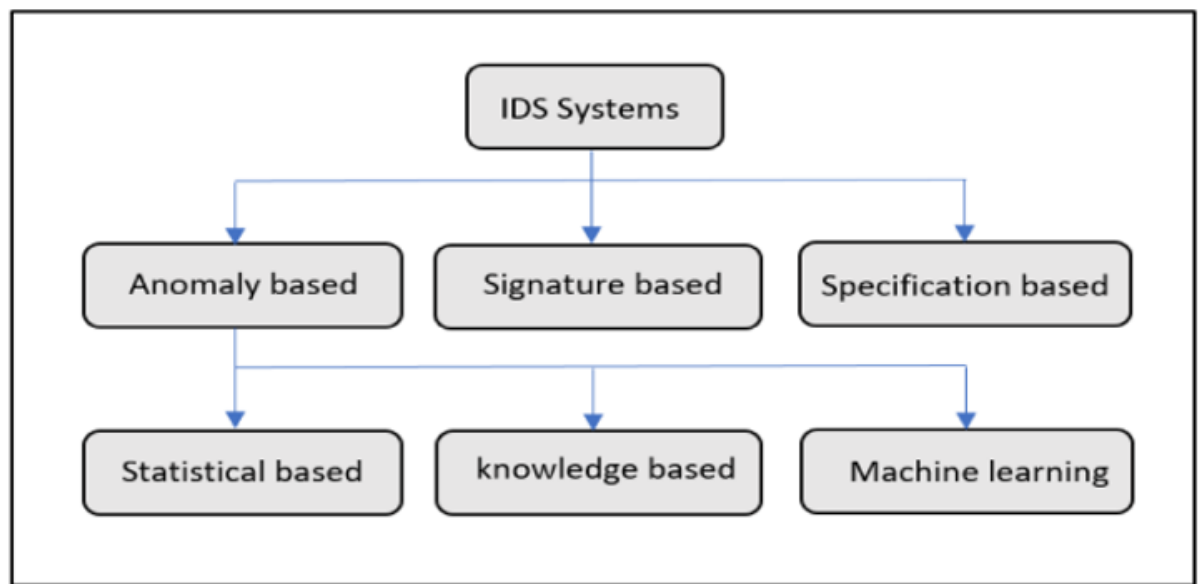 IDS Systems
Anomaly based
Signature based
Specification based
Statistical based
knowledge based
Machine learning